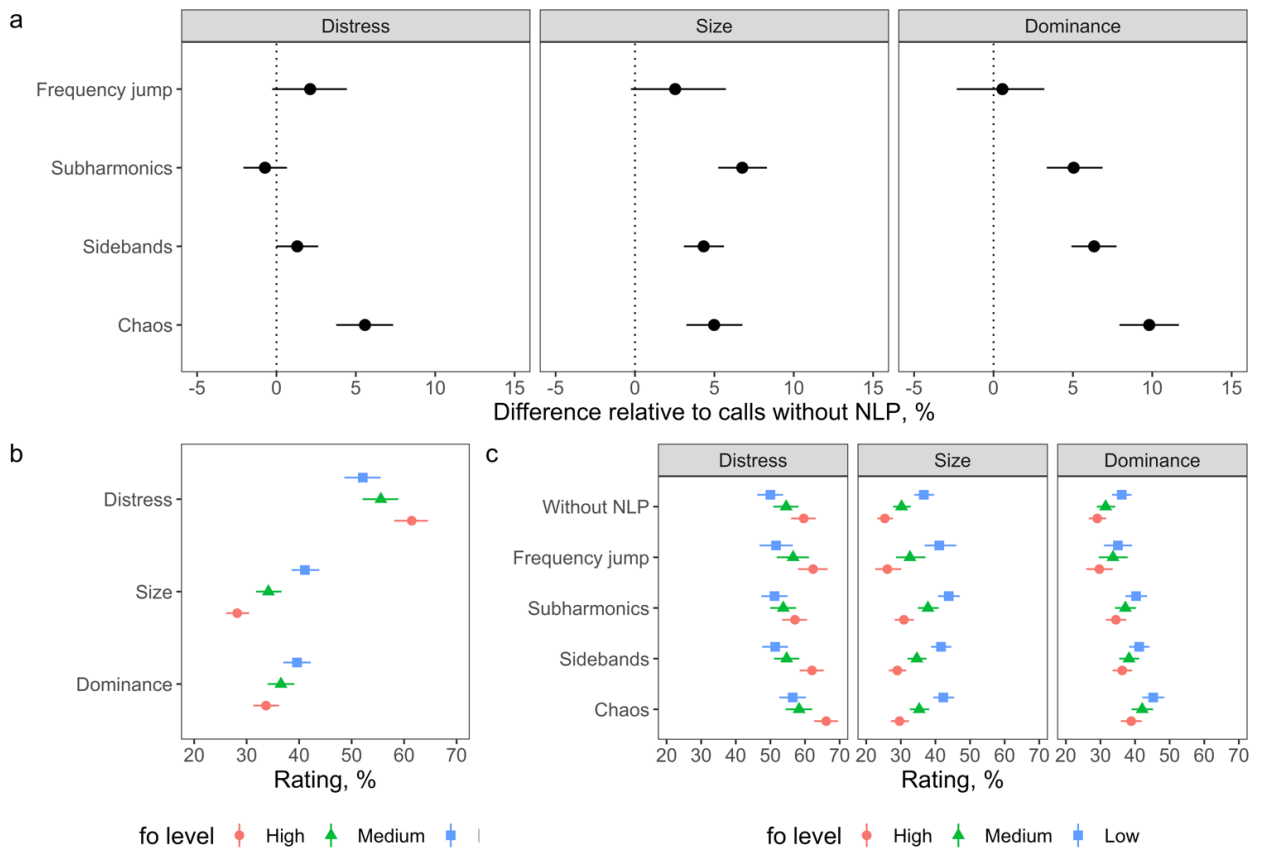 a
Distress Size Dominance
Frequency jump
Subharmonics
Sidebands
Chaos
-5 0 5 10 15 -5 0 5 10 15 -5 0 5 10 15
Difference relative to calls without NLP, %
b
Distress
Size
Dominance
20 30 40 50 60 70
Rating, %
fo level High Medium
c
Distress Size Dominance
Without NLP
Frequency jump
Subharmonics
Sidebands
Chaos
20 30 40 50 60 70 20 30 40 50 60 70 20 30 40 50 60 70
Rating, %
fo level High Medium Low